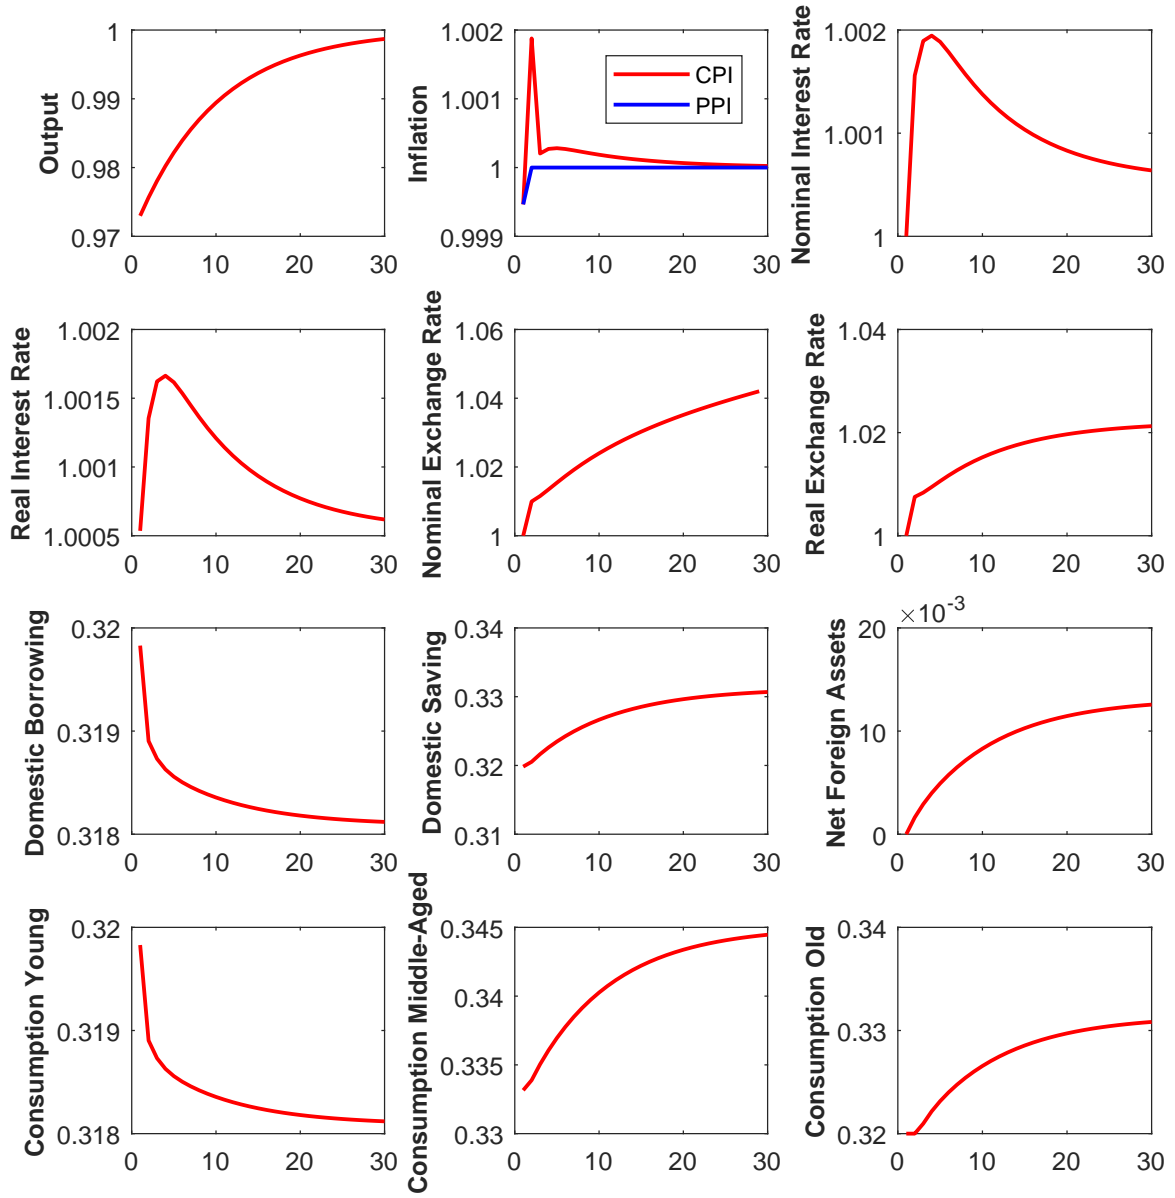 Output
1
0.99
0.98
0.97
0 10 20 30
Inflation
1.002
1.001
1
0.999
0 10 20 30
CPI
PPI
Nominal Interest Rate
1.002
1.001
1
0 10 20 30
Real Interest Rate
1.002
1.0015
1.001
1.0005
0 10 20 30
Nominal Exchange Rate
1.06
1.04
1.02
1
0 10 20 30
Real Exchange Rate
1.04
1.02
1
0 10 20 30
Domestic Borrowing
0.32
0.319
0.318
0 10 20 30
Domestic Saving
0.34
0.33
0.32
0.31
0 10 20 30
Net Foreign Assets
×10-3
20
10
0
0 10 20 30
Consumption Young
0.32
0.319
0.318
0 10 20 30
Consumption Middle-Aged
0.345
0.34
0.335
0.33
0 10 20 30
Consumption Old
0.34
0.33
0.32
0 10 20 30